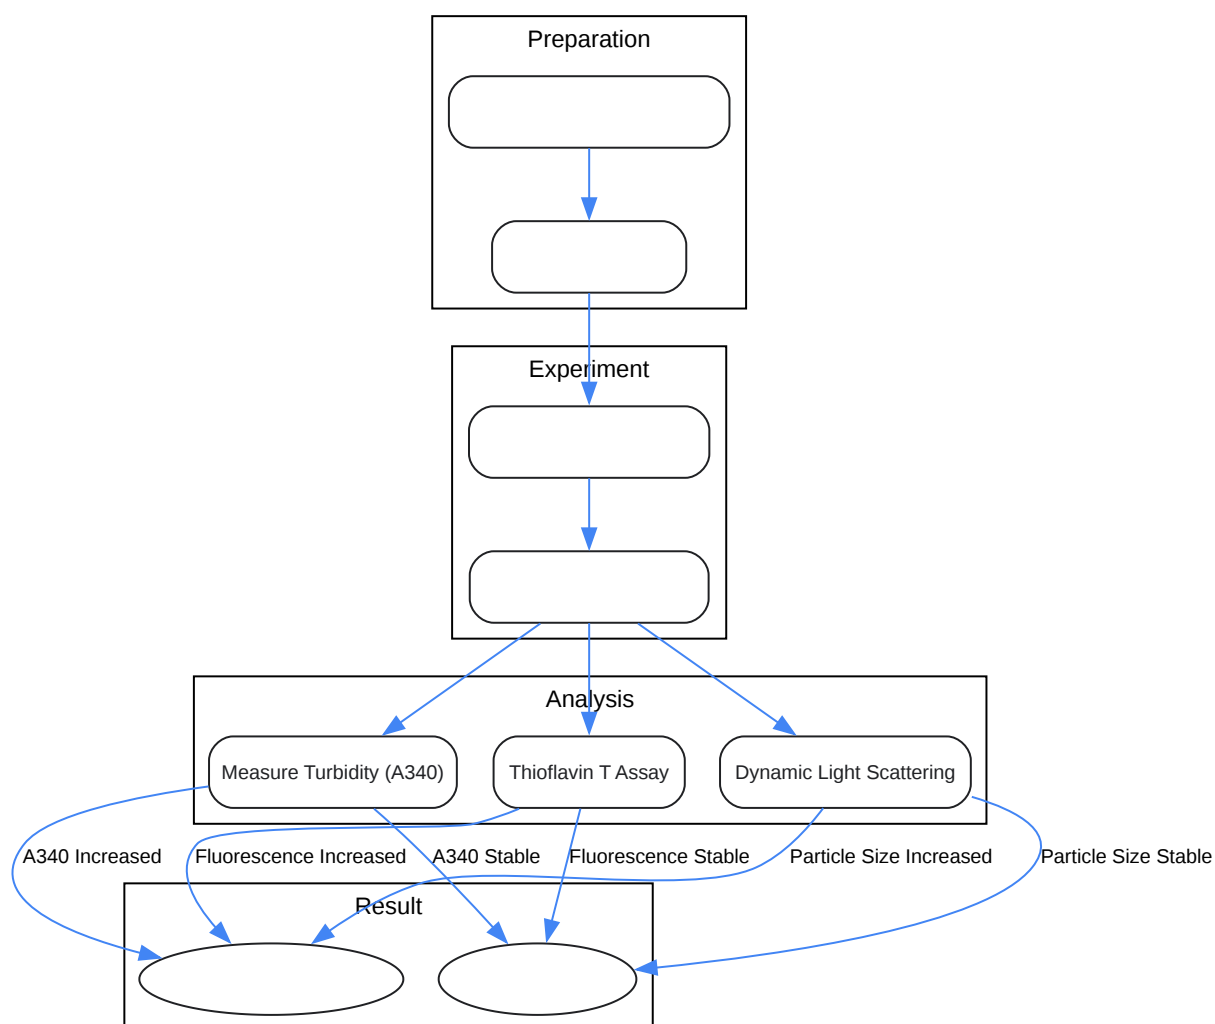 Preparation
Experiment
Analysis
Measure Turbidity (A340)
Thioflavin T Assay
Dynamic Light Scattering
A340 Increased
Fluorescence Increased
A340 Stable
Fluorescence Stable
Particle Size Increased
Particle Size Stable
Result